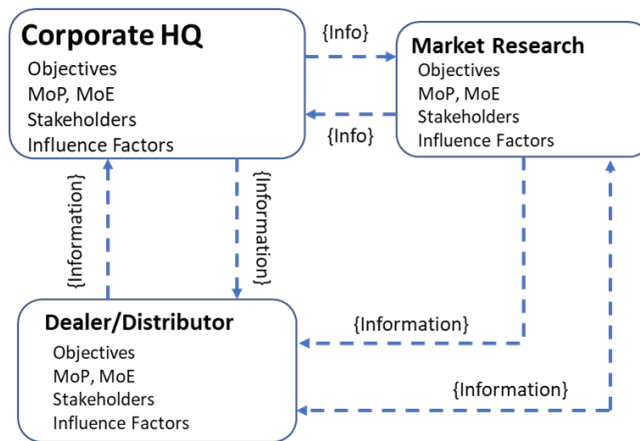 Corporate HQ
Objectives
MoP, MoE
Stakeholders
Influence Factors
{Info}
{Info}
Market Research
Objectives
MoP, MoE
Stakeholders
Influence Factors
{Information}
{Information}
Dealer/Distributor
Objectives
MoP, MoE
Stakeholders
Influence Factors
{Information}
{Information}